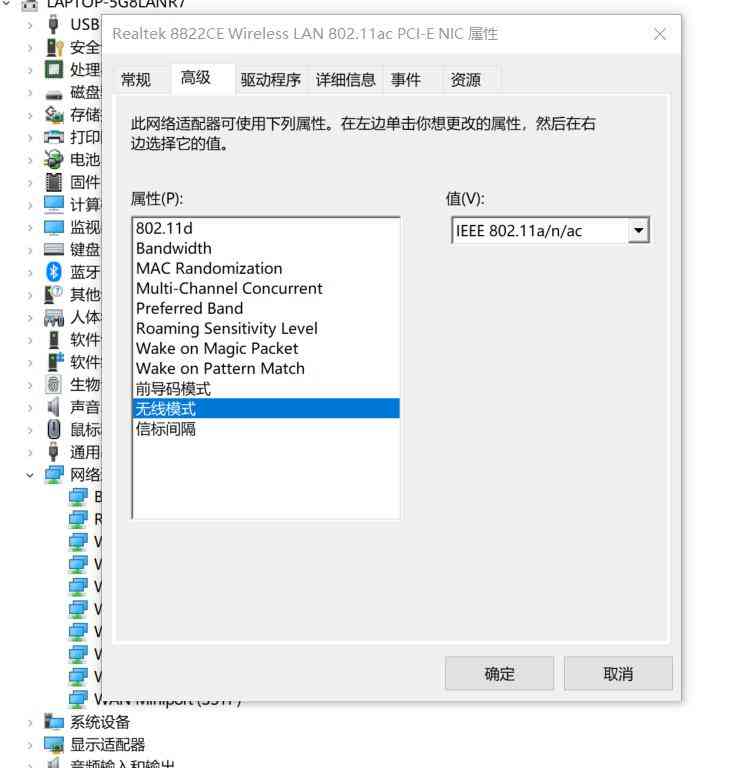 LAPTOP-5G8LANR7
Realtek 8822CE Wireless LAN 802.11ac PCI-E NIC 属性
常规
高级
驱动程序
详细信息
事件
资源
此网络适配器可使用下列属性。在左边单击你想更改的属性，然后在右
边选择它的值。
属性(P):
值(V):
802.11d
Bandwidth
MAC Randomization
Multi-Channel Concurrent
Preferred Band
Roaming Sensitivity Level
Wake on Magic Packet
Wake on Pattern Match
前导码模式
无线模式
信标间隔
IEEE 802.11a/n/ac
确定
取消
USB
安全
处理
磁盘
存储
打印
电池
固件
计算
监视
键盘
蓝牙
其他
人体
软件
软件
生物
声音
鼠标
通用
网络
B
R
V
V
V
V
V
V
V
WAN Miniport (SSTP)
系统设备
显示适配器
音频输入和输出